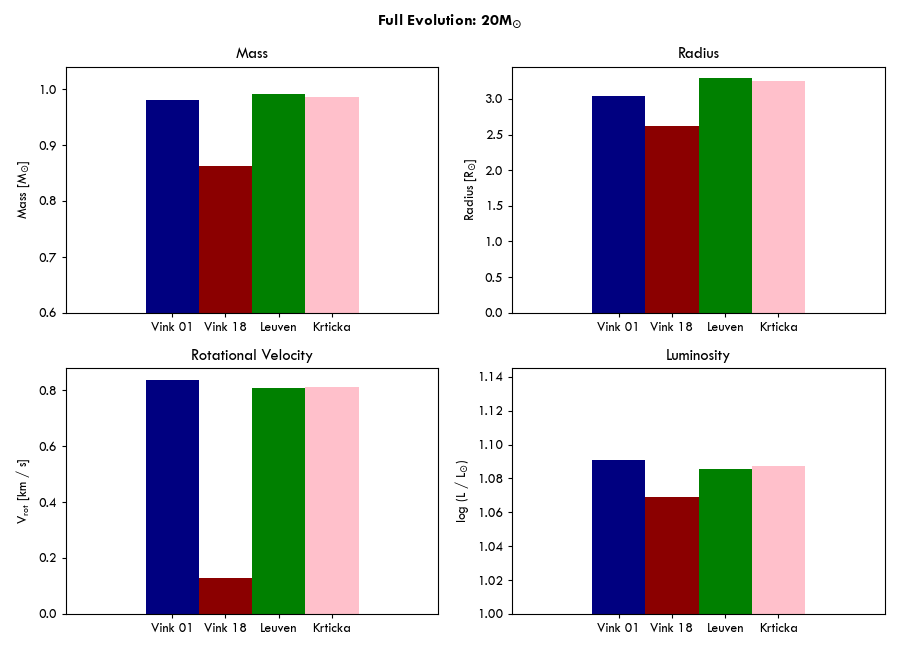 Full Evolution: 20M⊙
Mass
Mass [M⊙]
1.0
0.9
0.8
0.7
0.6
Vink 01 Vink 18 Leuven Krticka
Radius
Radius [R⊙]
3.0
2.5
2.0
1.5
1.0
0.5
0.0
Vink 01 Vink 18 Leuven Krticka
Rotational Velocity
Vrot [km / s]
0.8
0.6
0.4
0.2
0.0
Vink 01 Vink 18 Leuven Krticka
Luminosity
log (L / L⊙)
1.14
1.12
1.10
1.08
1.06
1.04
1.02
1.00
Vink 01 Vink 18 Leuven Krticka